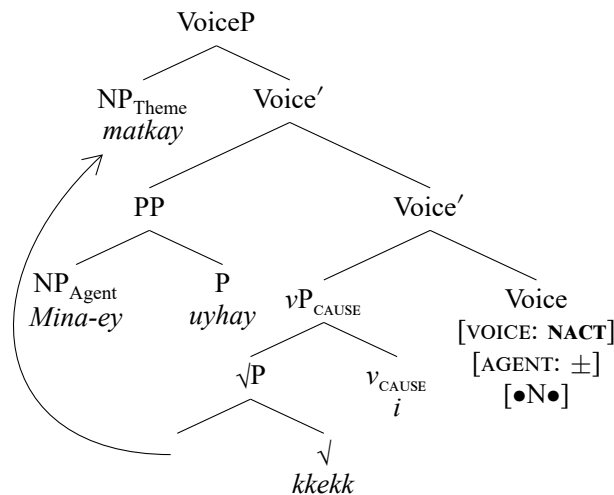 VoiceP
NP_Theme Voice′
matkay
PP Voice′
NP_Agent P vP_CAUSE Voice
Mina-ey uyhay [VOICE: NACT]
√P v_CAUSE [AGENT: ±]
i [•N•]
√
kkekk